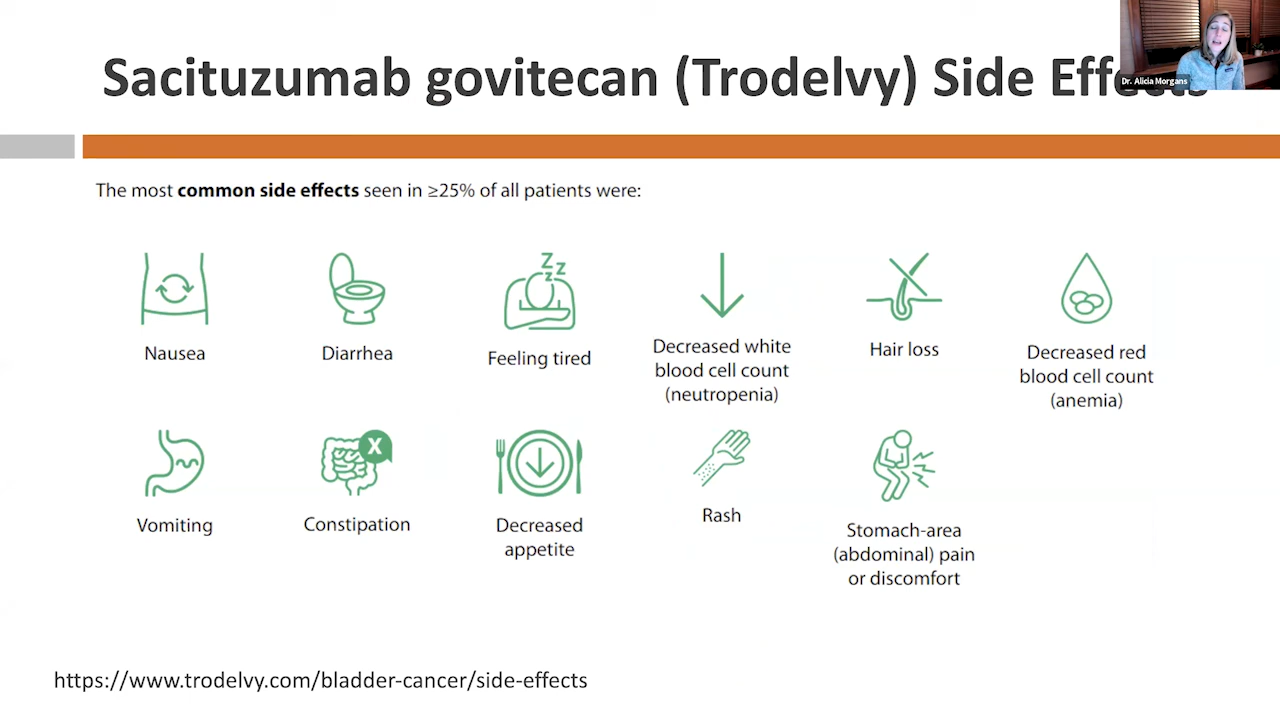 Sacituzumab govitecan (Trodelvy) Side Effects
Dr. Alicia Morgans
The most common side effects seen in ≥25% of all patients were:
Nausea
Diarrhea
Z Z Z
Feeling tired
Decreased white
blood cell count
(neutropenia)
Hair loss
Decreased red
blood cell count
(anemia)
Vomiting
X
Constipation
Decreased
appetite
Rash
Stomach-area
(abdominal) pain
or discomfort
https://www.trodelvy.com/bladder-cancer/side-effects